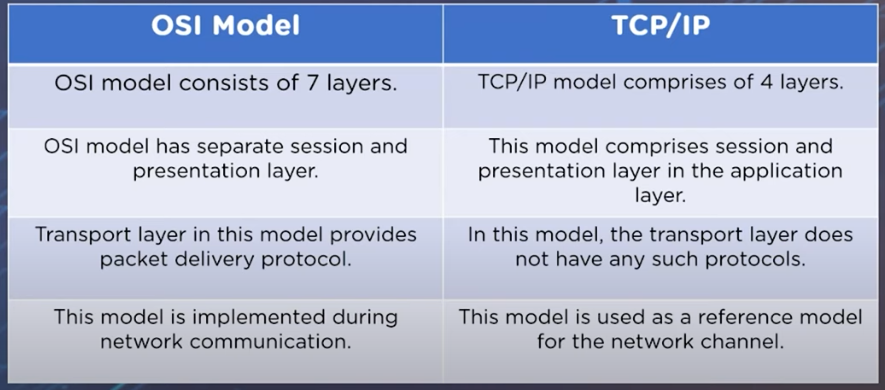 OSI Model
TCP/IP
OSI model consists of 7 layers.
TCP/IP model comprises of 4 layers.
OSI model has separate session and
presentation layer.
This model comprises session and
presentation layer in the application
layer.
Transport layer in this model provides
packet delivery protocol.
In this model, the transport layer does
not have any such protocols.
This model is implemented during
network communication.
This model is used as a reference model
for the network channel.